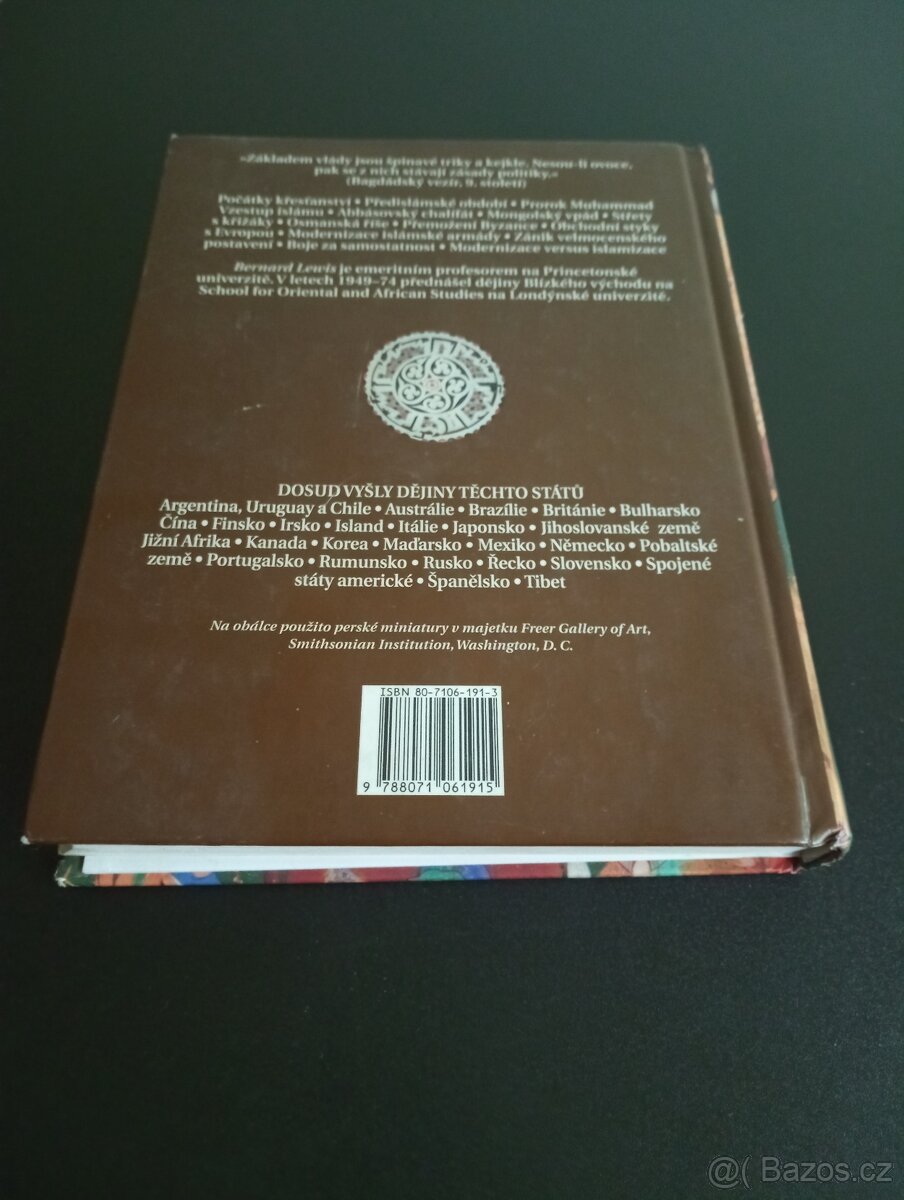 »Základem vlády jsou špinavé triky a kejkle. Nesou-li ovoce,
pak se z nich stávají zásady politiky.«
(Bagdádský vezír, 9. století)
Počátky křesťanství • Předislámské období • Prorok Muhammad
Vzestup islámu • Abbásovský chalífát • Mongolský vpád • Střety
s křižáky • Osmanská říše • Přemožení Byzance • Obchodní styky
s Evropou • Modernizace islámské armády • Zánik velmocenského
postavení • Boje za samostatnost • Modernizace versus islamizace
Bernard Lewis je emeritním profesorem na Princetonské
univerzitě. V letech 1949–74 přednášel dějiny Blízkého východu na
School for Oriental and African Studies na Londýnské univerzitě.
DOSUD VYŠLY DĚJINY TĚCHTO STÁTŮ
Argentina, Uruguay a Chile • Austrálie • Brazílie • Británie • Bulharsko
Čína • Finsko • Irsko • Island • Itálie • Japonsko • Jihoslovanské země
Jižní Afrika • Kanada • Korea • Maďarsko • Mexiko • Německo • Pobaltské
země • Portugalsko • Rumunsko • Rusko • Řecko • Slovensko • Spojené
státy americké • Španělsko • Tibet
Na obálce použito perské miniatury v majetku Freer Gallery of Art,
Smithsonian Institution, Washington, D. C.
ISBN 80-7106-191-3
9 788071 061915
@( Bazos.cz